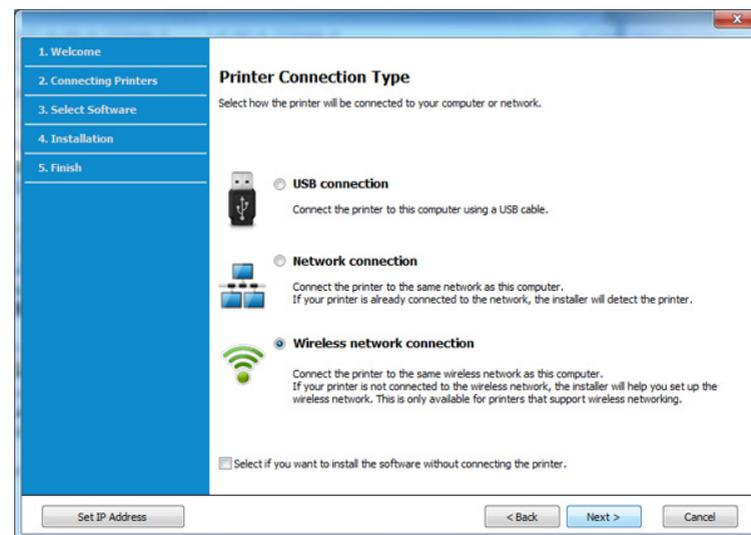 1. Welcome
2. Connecting Printers
3. Select Software
4. Installation
5. Finish
Printer Connection Type
Select how the printer will be connected to your computer or network.
USB connection
Connect the printer to this computer using a USB cable.
Network connection
Connect the printer to the same network as this computer.
If your printer is already connected to the network, the installer will detect the printer.
Wireless network connection
Connect the printer to the same wireless network as this computer.
If your printer is not connected to the wireless network, the installer will help you set up the
wireless network. This is only available for printers that support wireless networking.
Select if you want to install the software without connecting the printer.
Set IP Address
< Back
Next >
Cancel